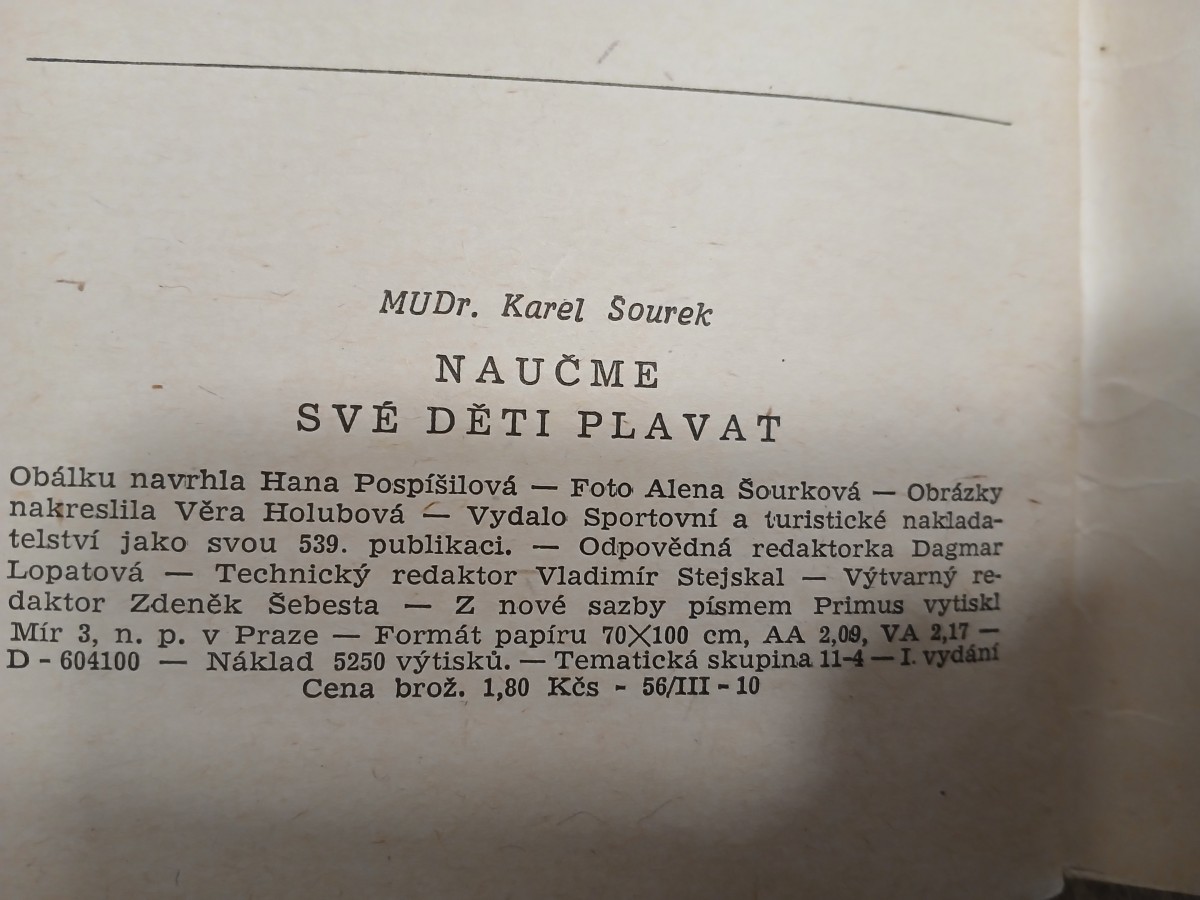 MUDr. Karel Šourek
NAUČME
SVÉ DĚTI PLAVAT
Obálku navrhla Hana Pospíšilová — Foto Alena Šourková — Obrázky
nakreslila Věra Holubová — Vydalo Sportovní a turistické naklada-
telství jako svou 539. publikaci. — Odpovědná redaktorka Dagmar
Lopatová — Technický redaktor Vladimír Stejskal — Výtvarný re-
daktor Zdeněk Šebesta — Z nové sazby písmem Primus vytiskl
Mír 3, n. p. v Praze — Formát papíru 70×100 cm, AA 2,09, VA 2,17 —
D - 604100 — Náklad 5250 výtisků. — Tematická skupina 11-4 — I. vydání
Cena brož. 1,80 Kčs - 56/III - 10